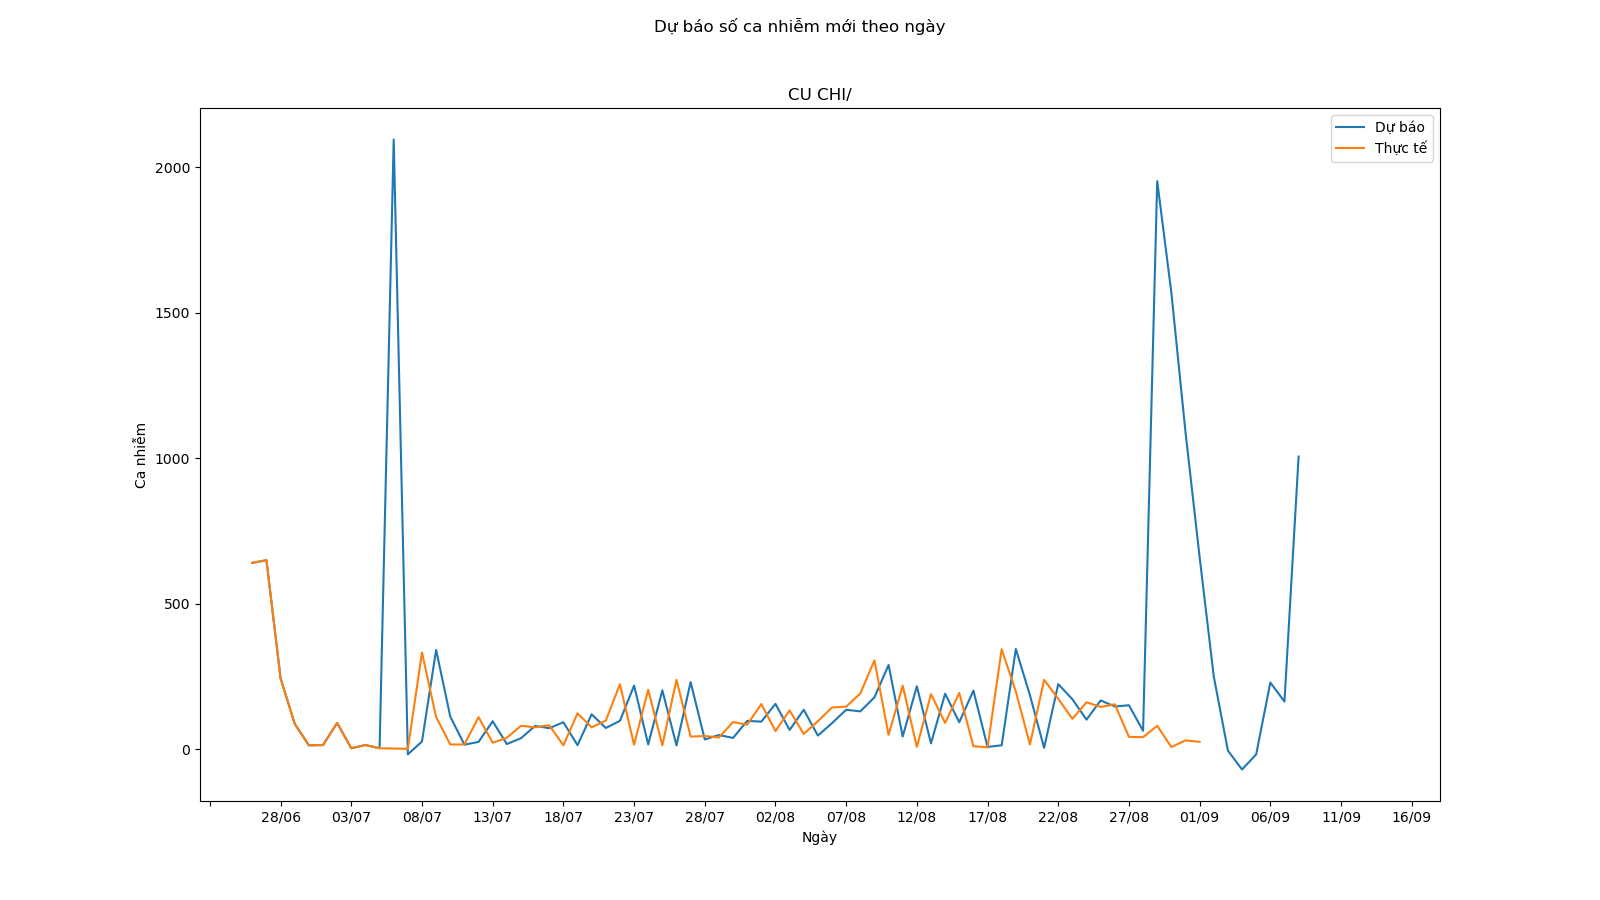 Dự báo số ca nhiễm mới theo ngày
CU CHI/
Dự báo
Thực tế
2000
1500
1000
500
0
Ca nhiễm
28/06 03/07 08/07 13/07 18/07 23/07 28/07 02/08 07/08 12/08 17/08 22/08 27/08 01/09 06/09 11/09 16/09
Ngày